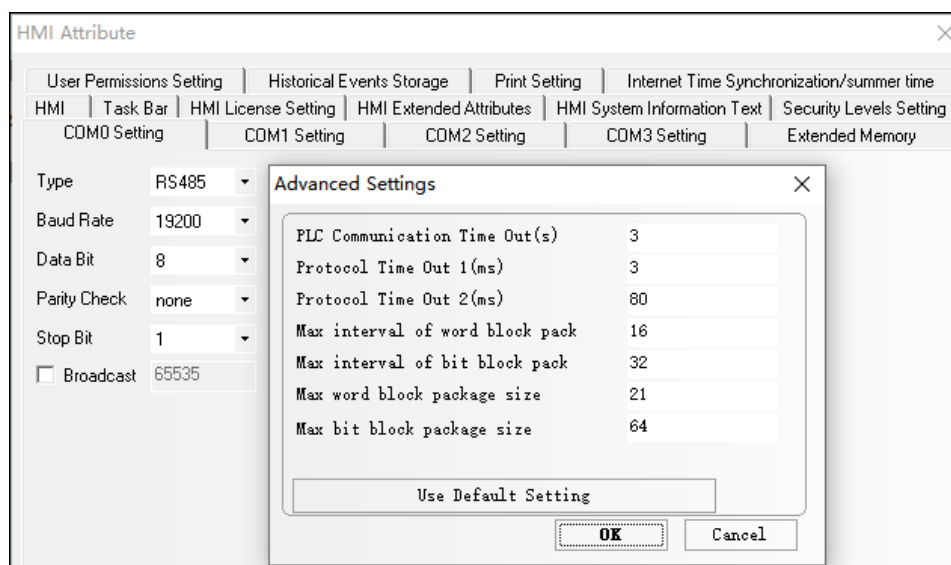 HMI Attribute
User Permissions Setting Historical Events Storage Print Setting Internet Time Synchronization/summer time
HMI Task Bar HMI License Setting HMI Extended Attributes HMI System Information Text Security Levels Setting
COM0 Setting COM1 Setting COM2 Setting COM3 Setting Extended Memory
Type RS485
Baud Rate 19200
Data Bit 8
Parity Check none
Stop Bit 1
Broadcast 65535
Advanced Settings
PLC Communication Time Out(s) 3
Protocol Time Out 1(ms) 3
Protocol Time Out 2(ms) 80
Max interval of word block pack 16
Max interval of bit block pack 32
Max word block package size 21
Max bit block package size 64
Use Default Setting
OK Cancel